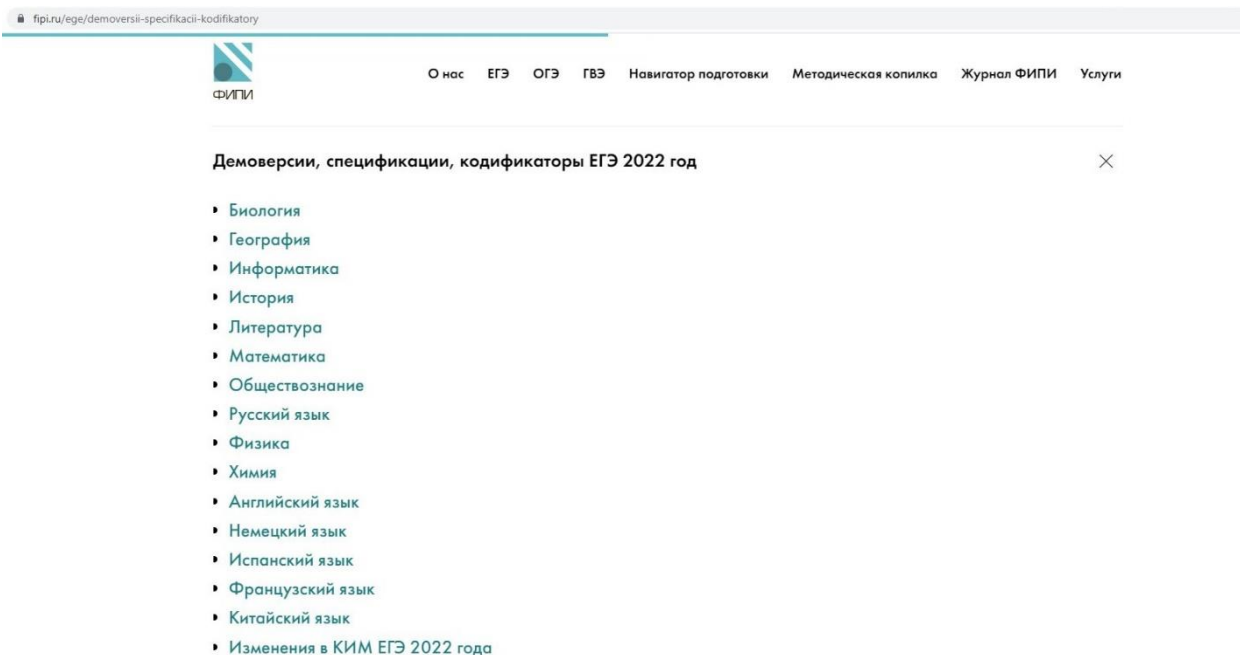 fipi.ru/ege/demoversii-specifikacii-kodifikatory
ФИПИ
О нас ЕГЭ ОГЭ ГВЭ Навигатор подготовки Методическая копилка Журнал ФИПИ Услуги
Демоверсии, спецификации, кодификаторы ЕГЭ 2022 год
Биология
География
Информатика
История
Литература
Математика
Обществознание
Русский язык
Физика
Химия
Английский язык
Немецкий язык
Испанский язык
Французский язык
Китайский язык
Изменения в КИМ ЕГЭ 2022 года